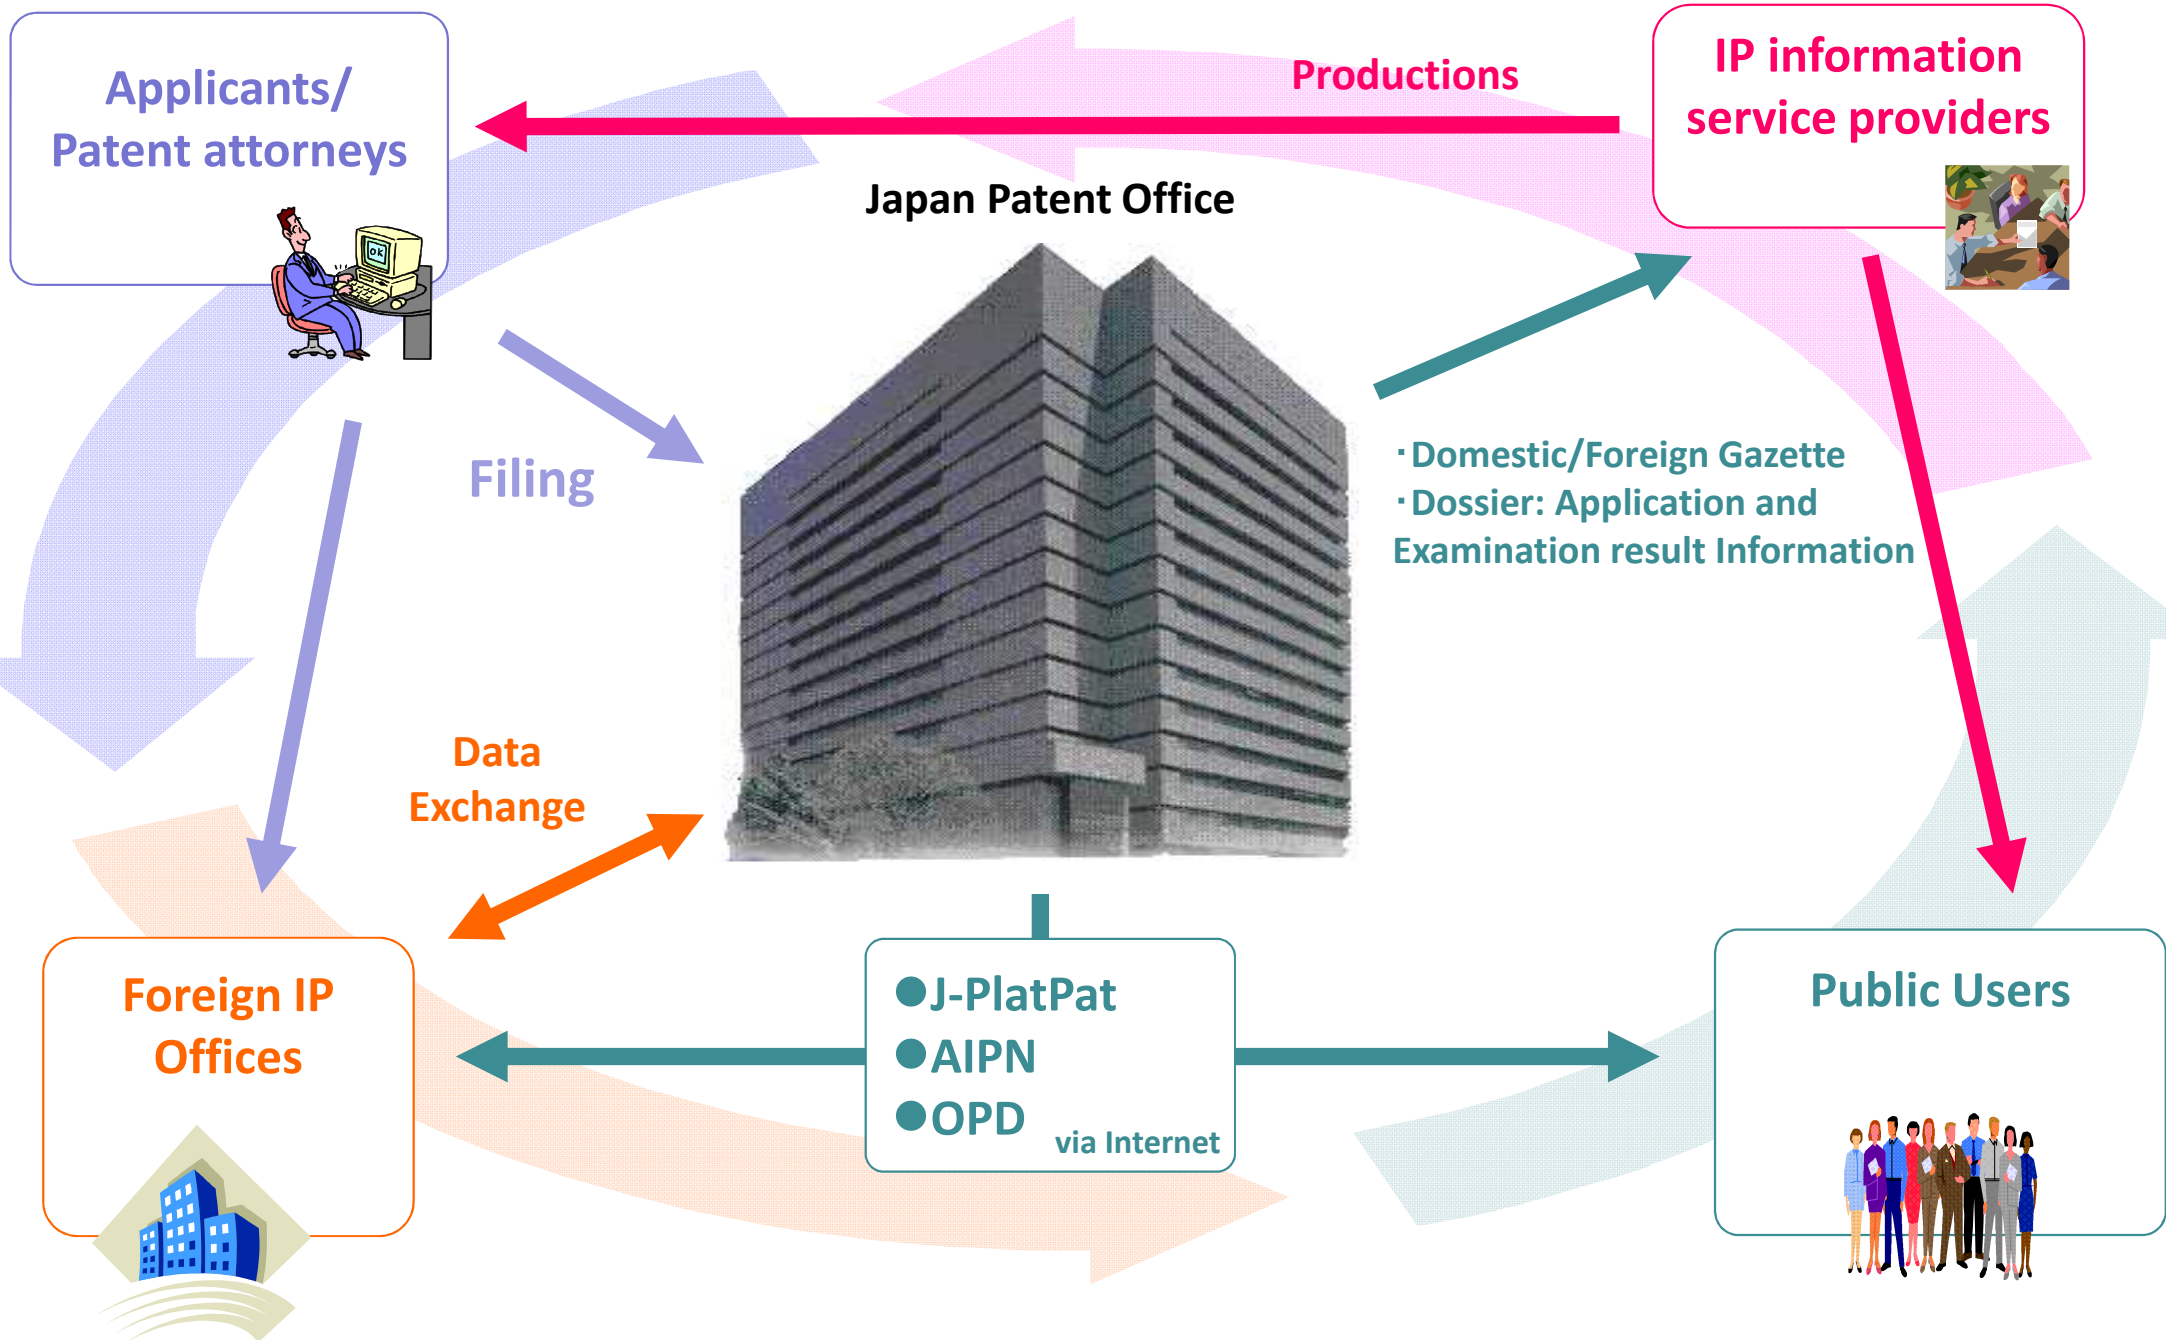 Applicants/
Patent attorneys
Productions
IP information
service providers
Japan Patent Office
OK
Filing
・Domestic/Foreign Gazette
・Dossier: Application and
Examination result Information
Data
Exchange
Foreign IP
Offices
●J-PlatPat
●AIPN
●OPD
via Internet
Public Users